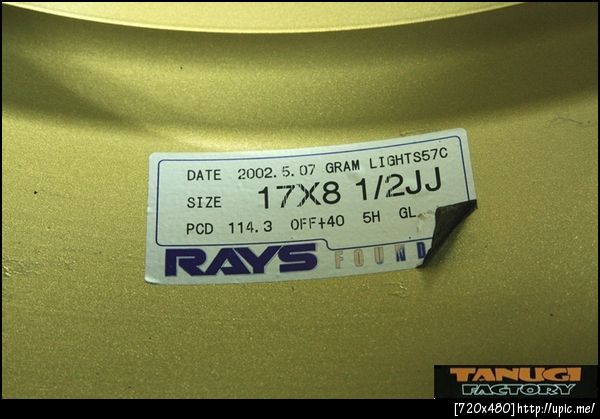 DATE 2002.5.07 GRAM LIGHTS57C
SIZE 17X8 1/2JJ
PCD 114.3 OFF+40 5H GL
RAYS FOUND
TANUGI
FACTORY
[720x480]http://upic.me/